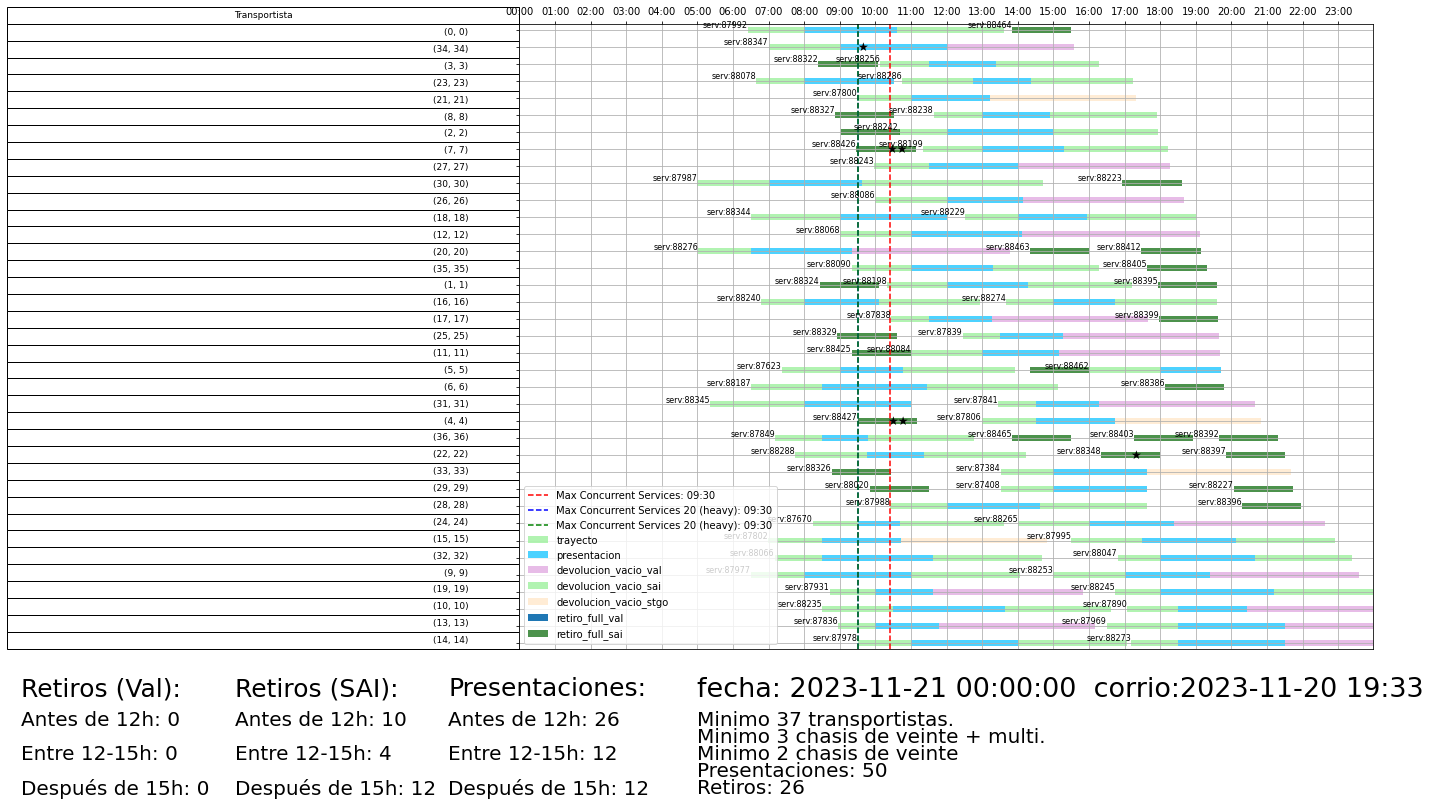 Transportista
00:00 01:00 02:00 03:00 04:00 05:00 06:00 07:00 08:00 09:00 10:00 11:00 12:00 13:00 14:00 15:00 16:00 17:00 18:00 19:00 20:00 21:00 22:00 23:00
(0, 0) serv:87992 serv:88464
(34, 34) serv:88347
(3, 3) serv:88322 serv:88256
(23, 23) serv:88078 serv:88286
(21, 21) serv:87800
(8, 8) serv:88327 serv:88238
(2, 2) serv:88242
(7, 7) serv:88426 serv:88199
(27, 27) serv:88243
(30, 30) serv:87987 serv:88223
(26, 26) serv:88086
(18, 18) serv:88344 serv:88229
(12, 12) serv:88068
(20, 20) serv:88276 serv:88463 serv:88412
(35, 35) serv:88090 serv:88405
(1, 1) serv:88324 serv:88198 serv:88395
(16, 16) serv:88240 serv:88274
(17, 17) serv:87838 serv:88399
(25, 25) serv:88329 serv:87839
(11, 11) serv:88425 serv:88084
(5, 5) serv:87623 serv:88462
(6, 6) serv:88187 serv:88386
(31, 31) serv:88345 serv:87841
(4, 4) serv:88427 serv:87806
(36, 36) serv:87849 serv:88465 serv:88403 serv:88392
(22, 22) serv:88288 serv:88348 serv:88397
(33, 33) serv:88326 serv:87384
(29, 29) serv:88020 serv:87408 serv:88227
(28, 28) serv:87988 serv:88396
(24, 24) serv:87670 serv:88265
(15, 15) serv:87802 serv:87995
(32, 32) serv:88066 serv:88047
(9, 9) serv:87977 serv:88253
(19, 19) serv:87931 serv:88245
(10, 10) serv:88235 serv:87890
(13, 13) serv:87836 serv:87969
(14, 14) serv:87978 serv:88273
Max Concurrent Services: 09:30
Max Concurrent Services 20 (heavy): 09:30
Max Concurrent Services 20 (heavy): 09:30
trayecto
presentacion
devolucion_vacio_val
devolucion_vacio_sai
devolucion_vacio_stgo
retiro_full_val
retiro_full_sai
Retiros (Val):
Antes de 12h: 0
Entre 12-15h: 0
Después de 15h: 0
Retiros (SAI):
Antes de 12h: 10
Entre 12-15h: 4
Después de 15h: 12
Presentaciones:
Antes de 12h: 26
Entre 12-15h: 12
Después de 15h: 12
fecha: 2023-11-21 00:00:00  corrio:2023-11-20 19:33
Minimo 37 transportistas.
Minimo 3 chasis de veinte + multi.
Minimo 2 chasis de veinte
Presentaciones: 50
Retiros: 26